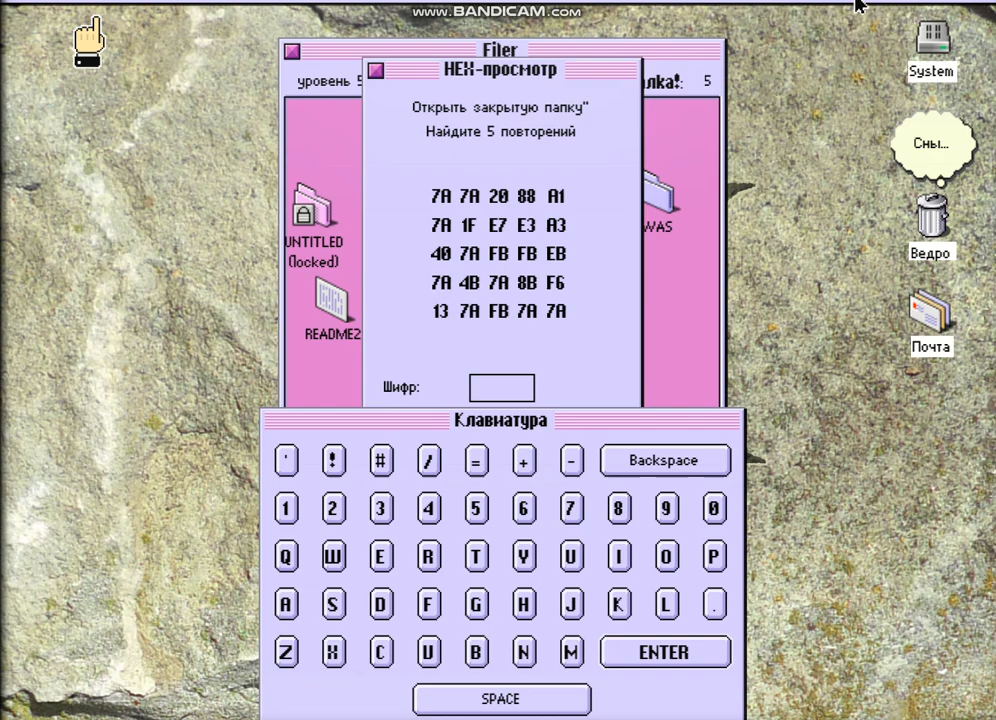 www.BANDICAM.com
Filer
уровень 5
алка!: 5
HEX-просмотр
Открыть закрытую папку"
Найдите 5 повторений
7A 7A 20 88 A1
7A 1F E7 E3 A3
40 7A FB FB EB
7A 4B 7A 8B F6
13 7A FB 7A 7A
Шифр:
UNTITLED
(locked)
README2
WAS
System
Сны...
Ведро
Почта
Клавиатура
' ! # / = + - Backspace
1 2 3 4 5 6 7 8 9 0
Q W E R T Y U I O P
A S D F G H J K L .
Z X C V B N M ENTER
SPACE